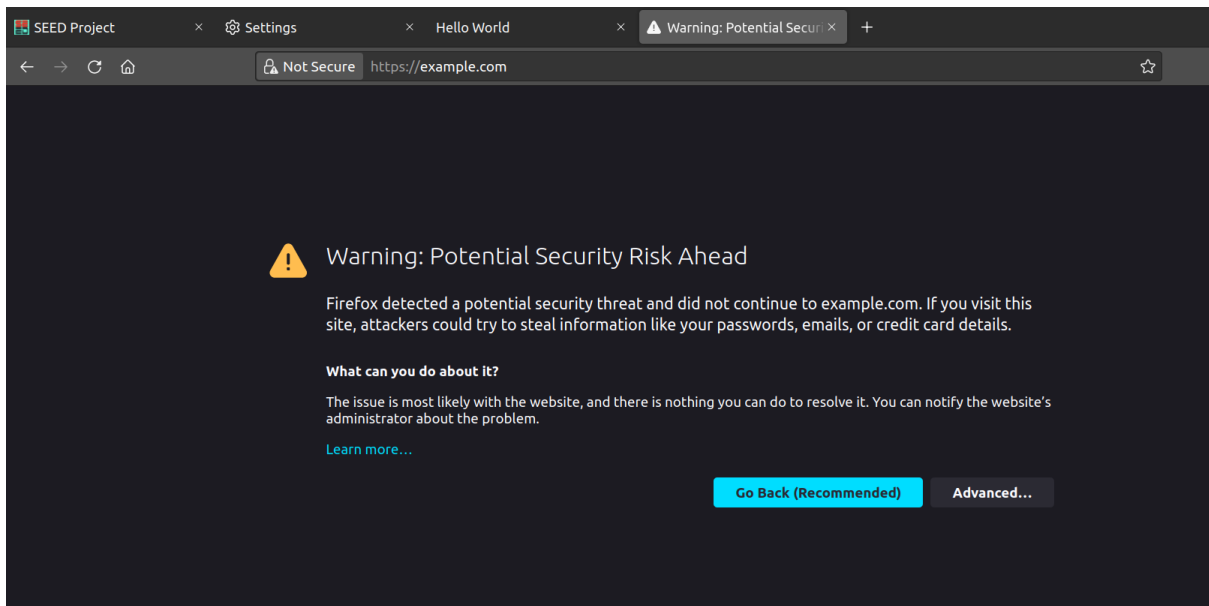 SEED Project
Settings
Hello World
Warning: Potential Securi
Not Secure https://example.com
Warning: Potential Security Risk Ahead
Firefox detected a potential security threat and did not continue to example.com. If you visit this
site, attackers could try to steal information like your passwords, emails, or credit card details.
What can you do about it?
The issue is most likely with the website, and there is nothing you can do to resolve it. You can notify the website's
administrator about the problem.
Learn more…
Go Back (Recommended) Advanced…